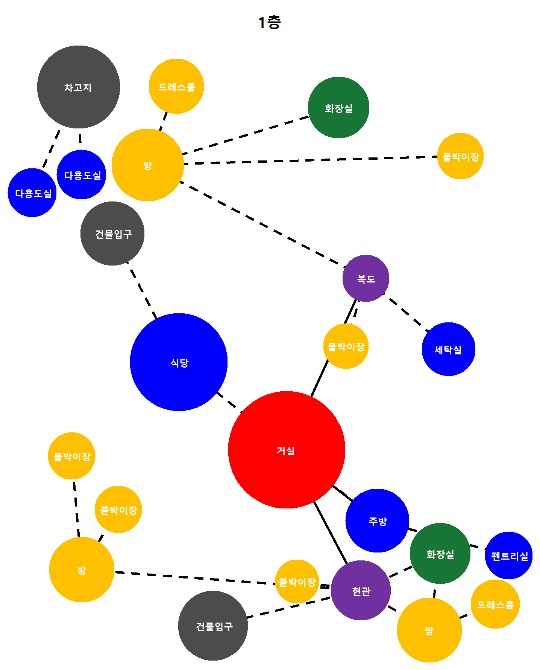 1층
차고지
드레스룸
화장실
다용도실
다용도실
방
붙박이장
건물입구
복도
붙박이장
세탁실
식당
거실
붙박이장
붙박이장
주방
화장실
펜트리실
방
붙박이장
현관
드레스룸
건물입구
방